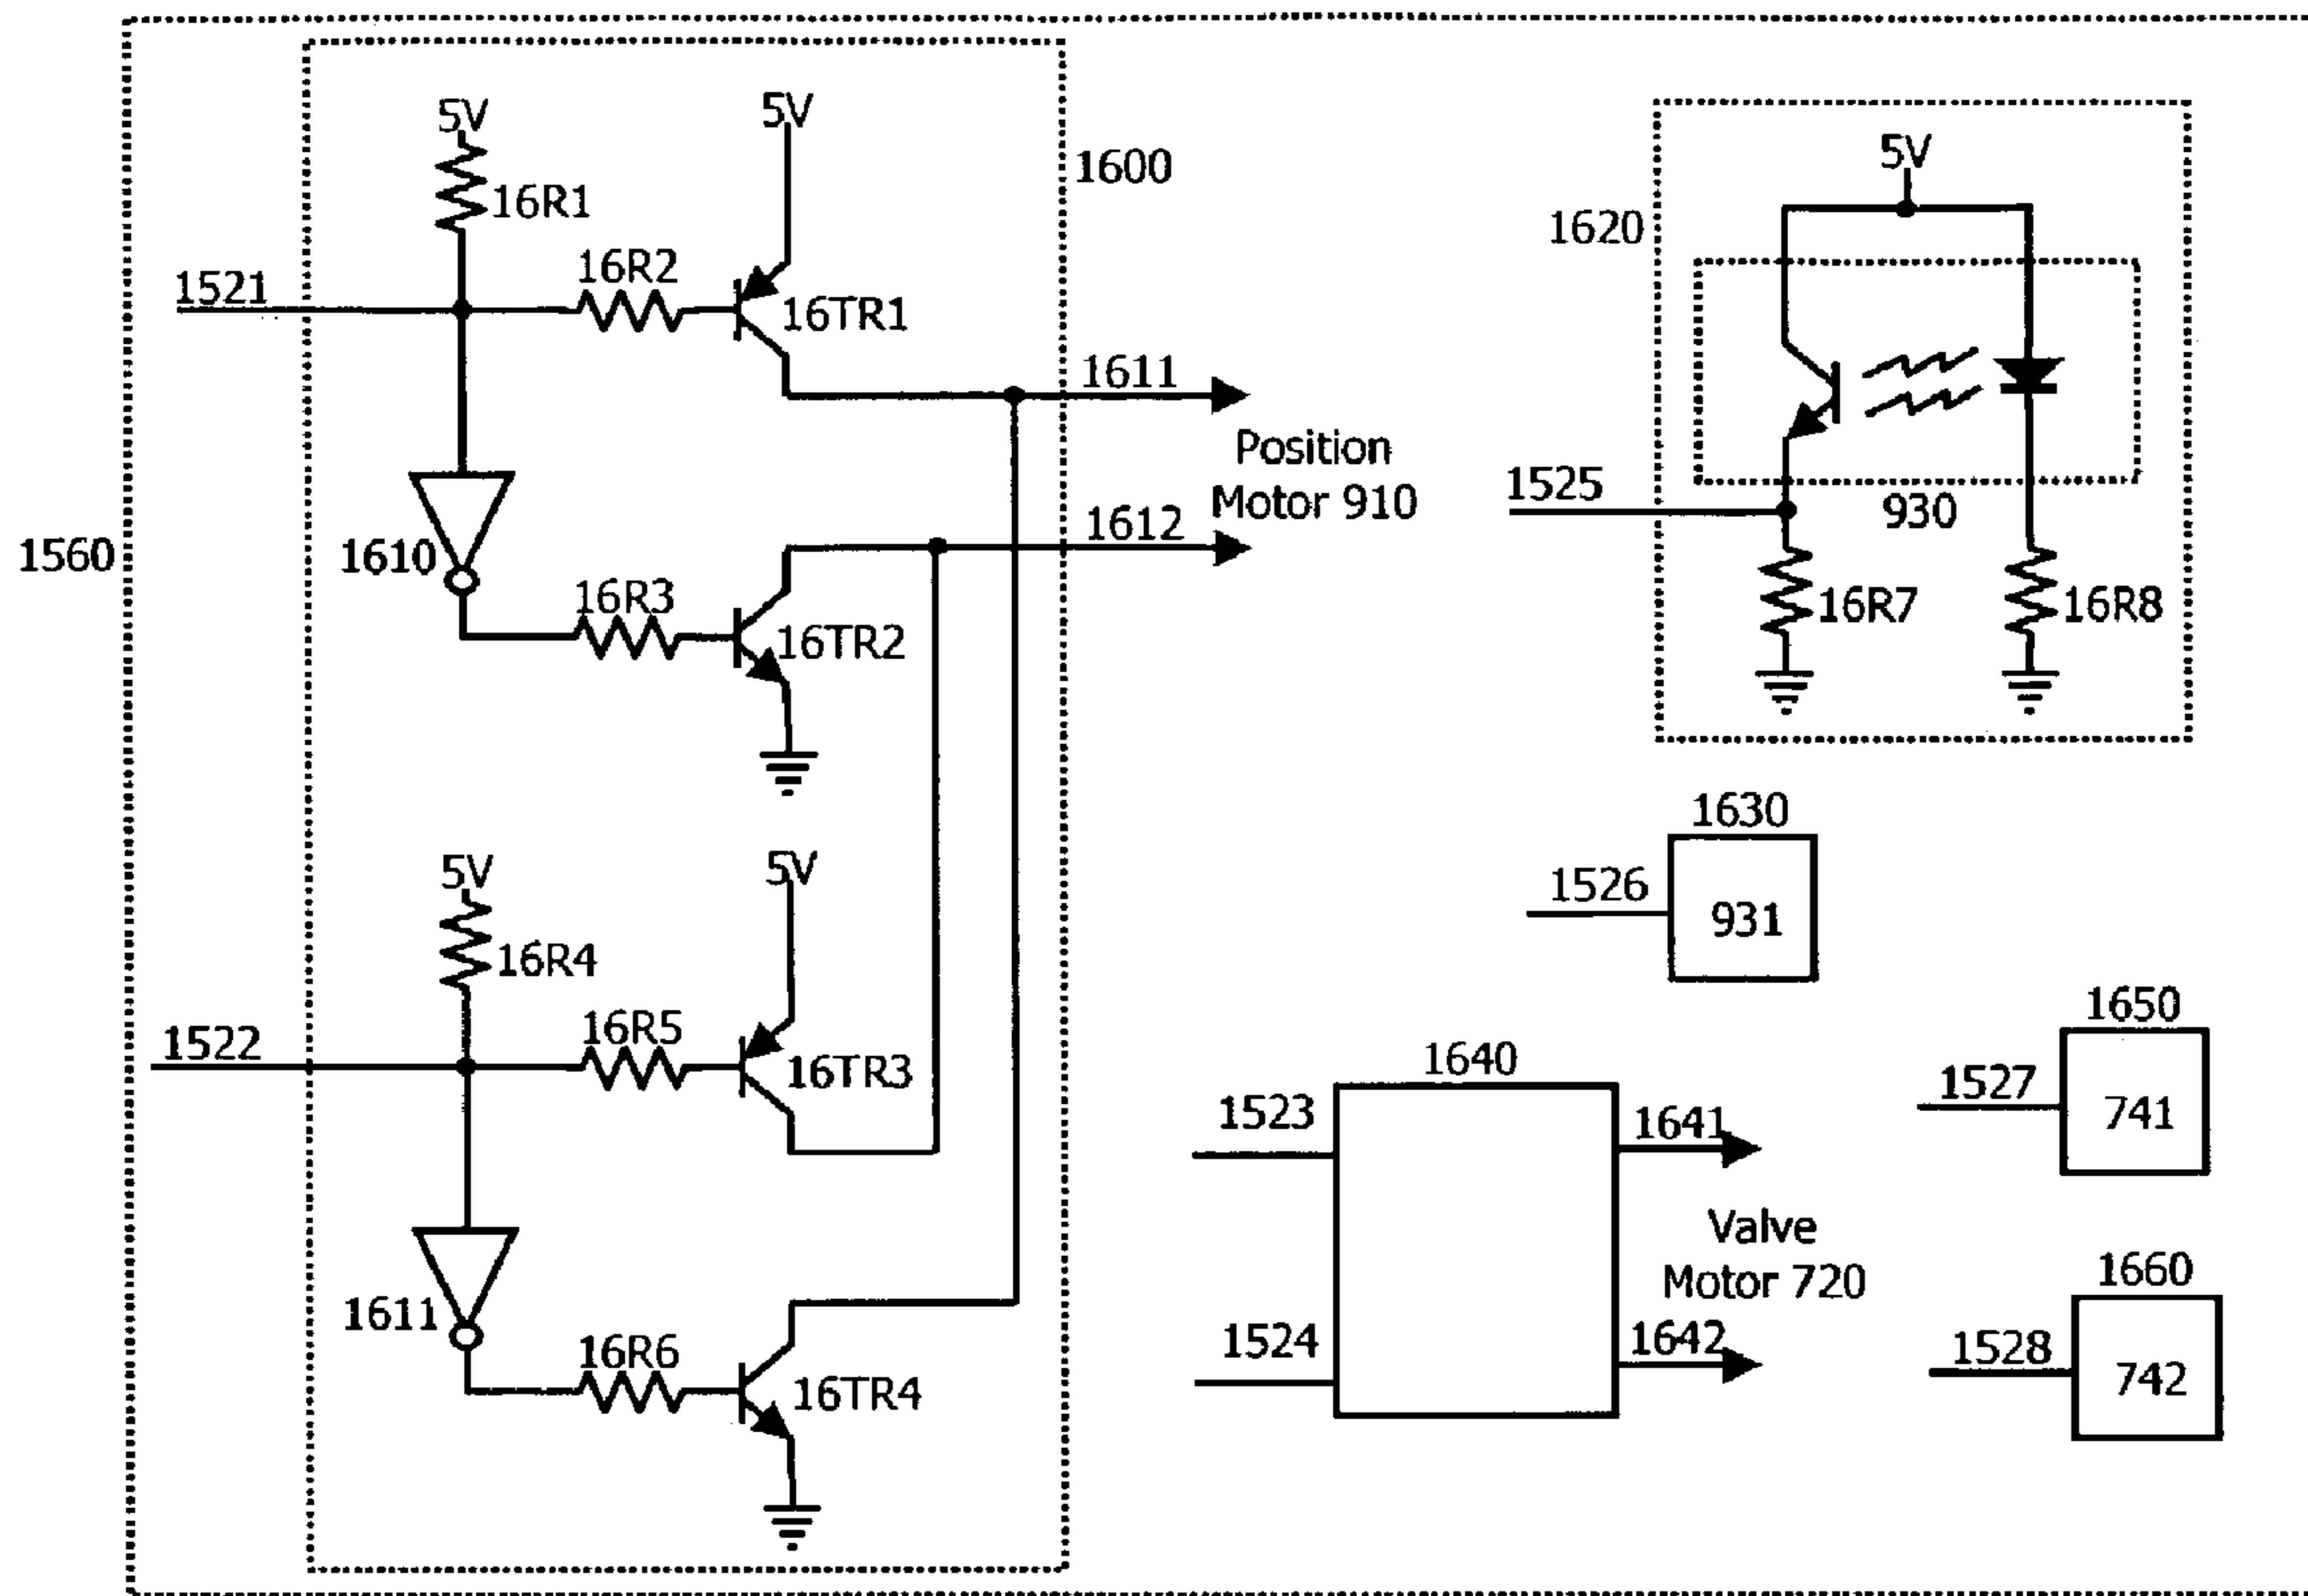 5V
5V
1600
16R1
16R2
1521
16TR1
1611
Position
Motor 910
1612
1560
1610
16R3
16TR2
5V
5V
16R4
1522
16R5
16TR3
1611
16R6
16TR4
5V
1620
1525
930
16R7
16R8
1630
1526
931
1650
1527
741
1640
1523
1641
Valve
Motor 720
1524
1642
1660
1528
742